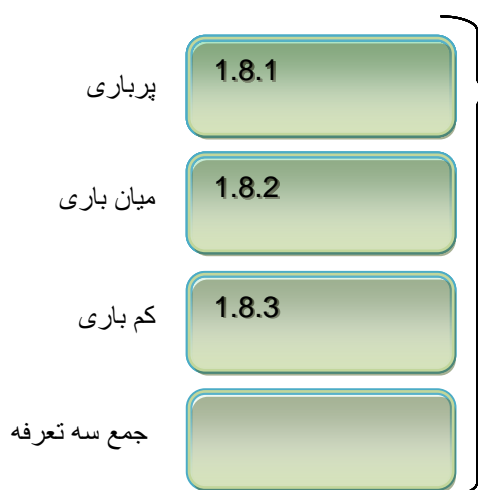 1.8.1
پرباری
1.8.2
میان باری
1.8.3
کم باری
جمع سه تعرفه